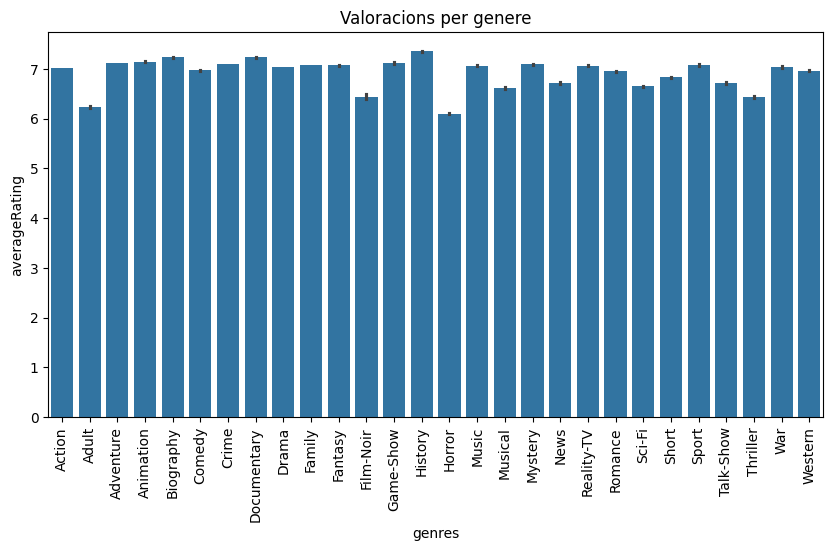 Valoracions per genere
averageRating
7
6
5
4
3
2
1
0
Action
Adult
Adventure
Animation
Biography
Comedy
Crime
Documentary
Drama
Family
Fantasy
Film-Noir
Game-Show
History
Horror
Music
Musical
Mystery
News
Reality-TV
Romance
Sci-Fi
Short
Sport
Talk-Show
Thriller
War
Western
genres